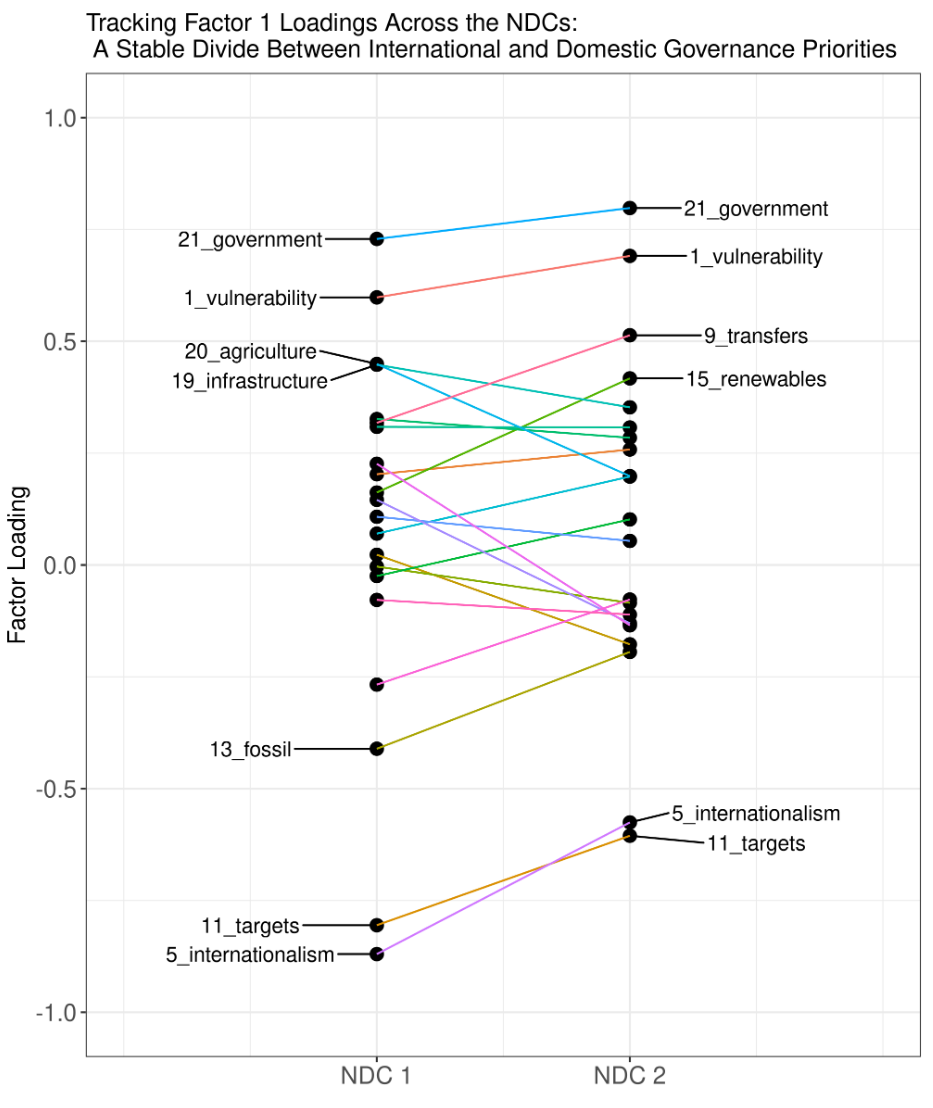 Tracking Factor 1 Loadings Across the NDCs:
A Stable Divide Between International and Domestic Governance Priorities
Factor Loading
1.0
0.5
0.0
-0.5
-1.0
21_government
1_vulnerability
20_agriculture
19_infrastructure
13_fossil
11_targets
5_internationalism
21_government
1_vulnerability
9_transfers
15_renewables
5_internationalism
11_targets
NDC 1
NDC 2